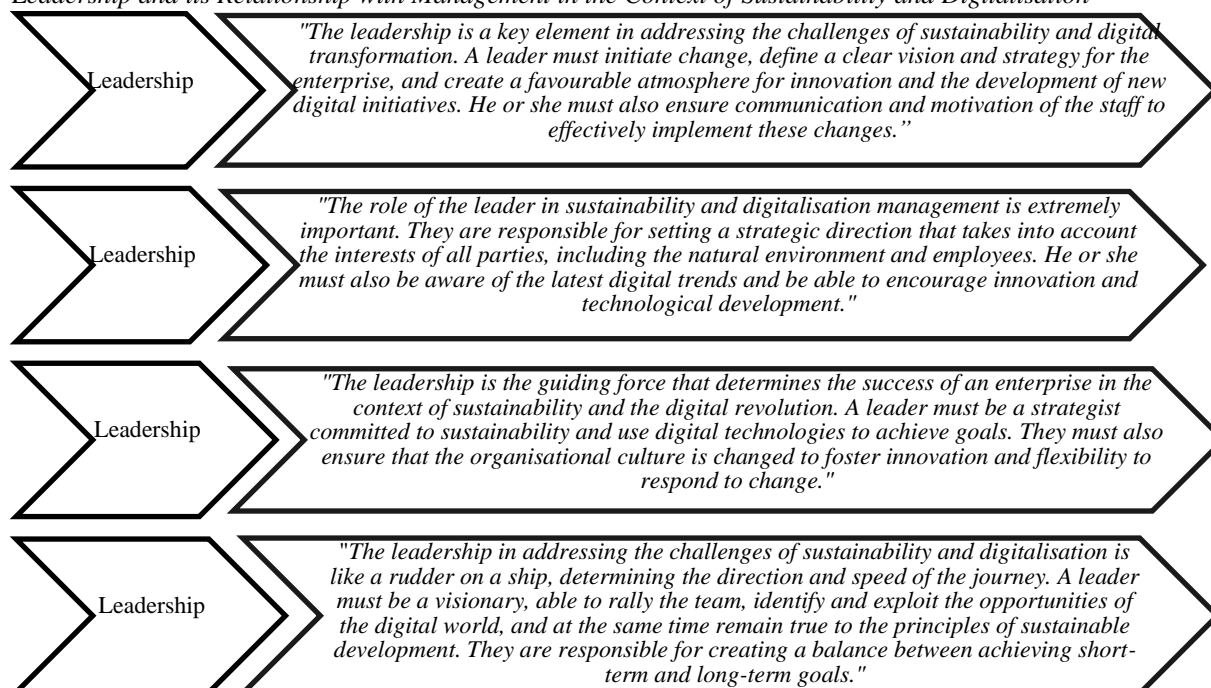 Leadership and its Relationship with Management in the Context of Sustainability and Digitalisation
Leadership
"The leadership is a key element in addressing the challenges of sustainability and digital
transformation. A leader must initiate change, define a clear vision and strategy for the
enterprise, and create a favourable atmosphere for innovation and the development of new
digital initiatives. He or she must also ensure communication and motivation of the staff to
effectively implement these changes.”
Leadership
"The role of the leader in sustainability and digitalisation management is extremely
important. They are responsible for setting a strategic direction that takes into account
the interests of all parties, including the natural environment and employees. He or she
must also be aware of the latest digital trends and be able to encourage innovation and
technological development."
Leadership
"The leadership is the guiding force that determines the success of an enterprise in the
context of sustainability and the digital revolution. A leader must be a strategist
committed to sustainability and use digital technologies to achieve goals. They must also
ensure that the organisational culture is changed to foster innovation and flexibility to
respond to change."
Leadership
"The leadership in addressing the challenges of sustainability and digitalisation is
like a rudder on a ship, determining the direction and speed of the journey. A leader
must be a visionary, able to rally the team, identify and exploit the opportunities of
the digital world, and at the same time remain true to the principles of sustainable
development. They are responsible for creating a balance between achieving short-
term and long-term goals."